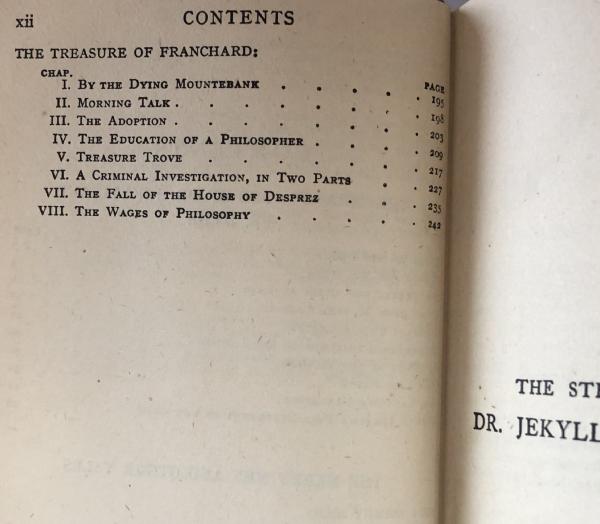 xii CONTENTS
THE TREASURE OF FRANCHARD:
CHAP. PAGE
I. BY THE DYING MOUNTEBANK . . . . 195
II. MORNING TALK . . . . . . . 198
III. THE ADOPTION . . . . . . . 203
IV. THE EDUCATION OF A PHILOSOPHER . . . . 209
V. TREASURE TROVE . . . . . . 217
VI. A CRIMINAL INVESTIGATION, IN TWO PARTS . 227
VII. THE FALL OF THE HOUSE OF DESPREZ . . . 235
VIII. THE WAGES OF PHILOSOPHY . . . . . 242
THE
DR. JEKYLL